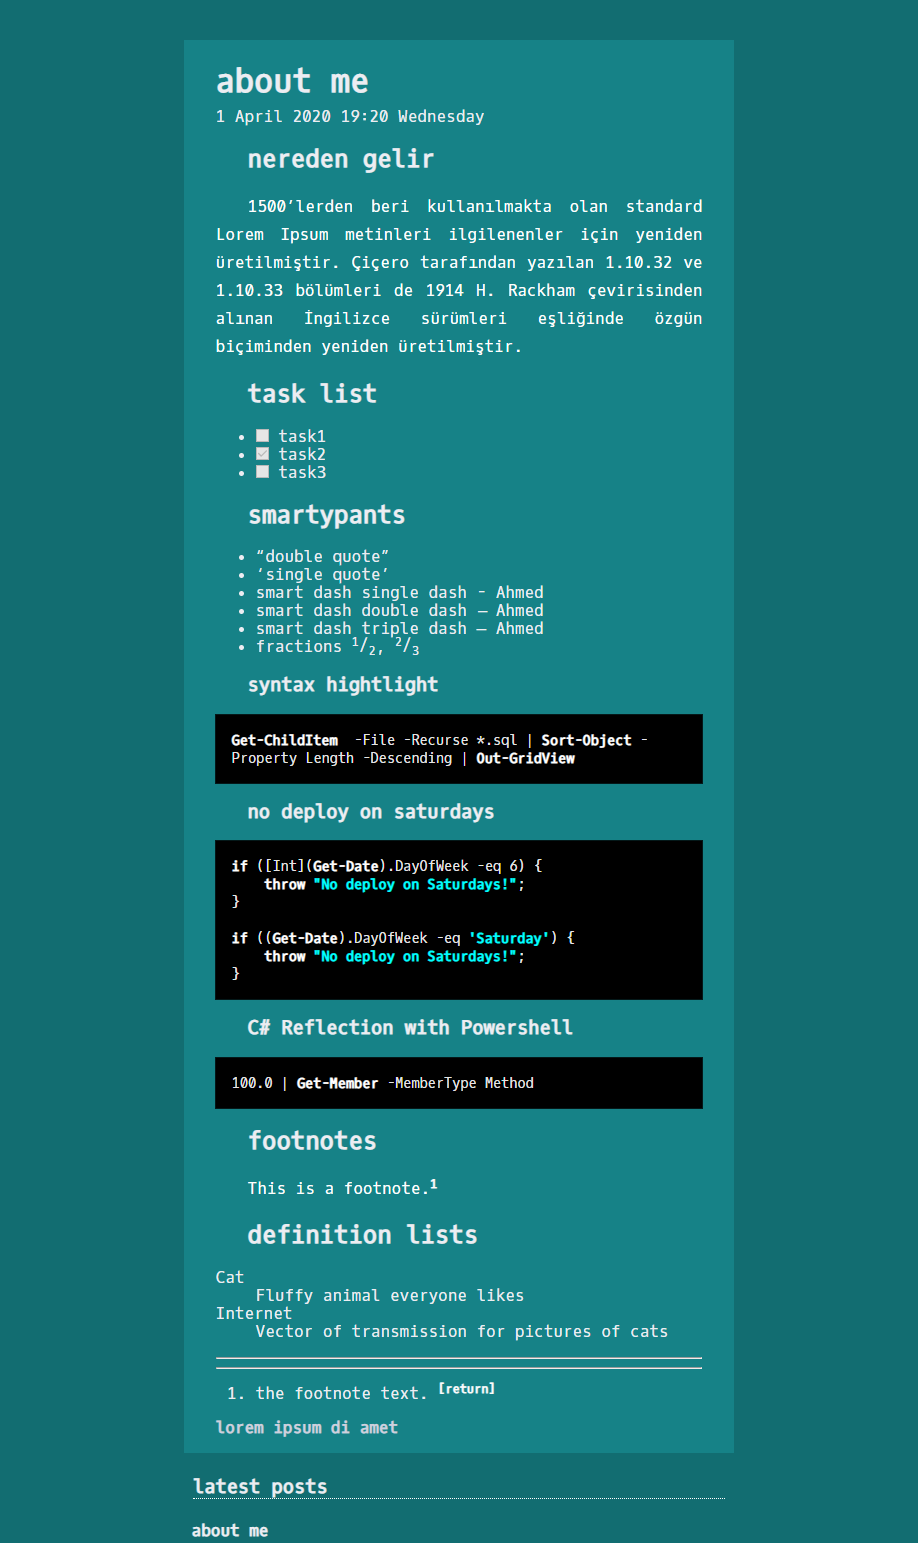 about me
1 April 2020 19:20 Wednesday
nereden gelir
1500’lerden beri kullanılmakta olan standard
Lorem Ipsum metinleri ilgilenenler için yeniden
üretilmiştir. Çiçero tarafından yazılan 1.10.32 ve
1.10.33 bölümleri de 1914 H. Rackham çevirisinden
alınan İngilizce sürümleri eşliğinde özgün
biçiminden yeniden üretilmiştir.
task list
task1
task2
task3
smartypants
“double quote”
‘single quote’
smart dash single dash - Ahmed
smart dash double dash – Ahmed
smart dash triple dash — Ahmed
fractions 1/2, 2/3
syntax hightlight
Get-ChildItem  -File -Recurse *.sql | Sort-Object -
Property Length -Descending | Out-GridView
no deploy on saturdays
if ([Int](Get-Date).DayOfWeek -eq 6) {
    throw "No deploy on Saturdays!";
}
if ((Get-Date).DayOfWeek -eq 'Saturday') {
    throw "No deploy on Saturdays!";
}
C# Reflection with Powershell
100.0 | Get-Member -MemberType Method
footnotes
This is a footnote.1
definition lists
Cat
Fluffy animal everyone likes
Internet
Vector of transmission for pictures of cats
1. the footnote text. [return]
lorem ipsum di amet
latest posts
about me